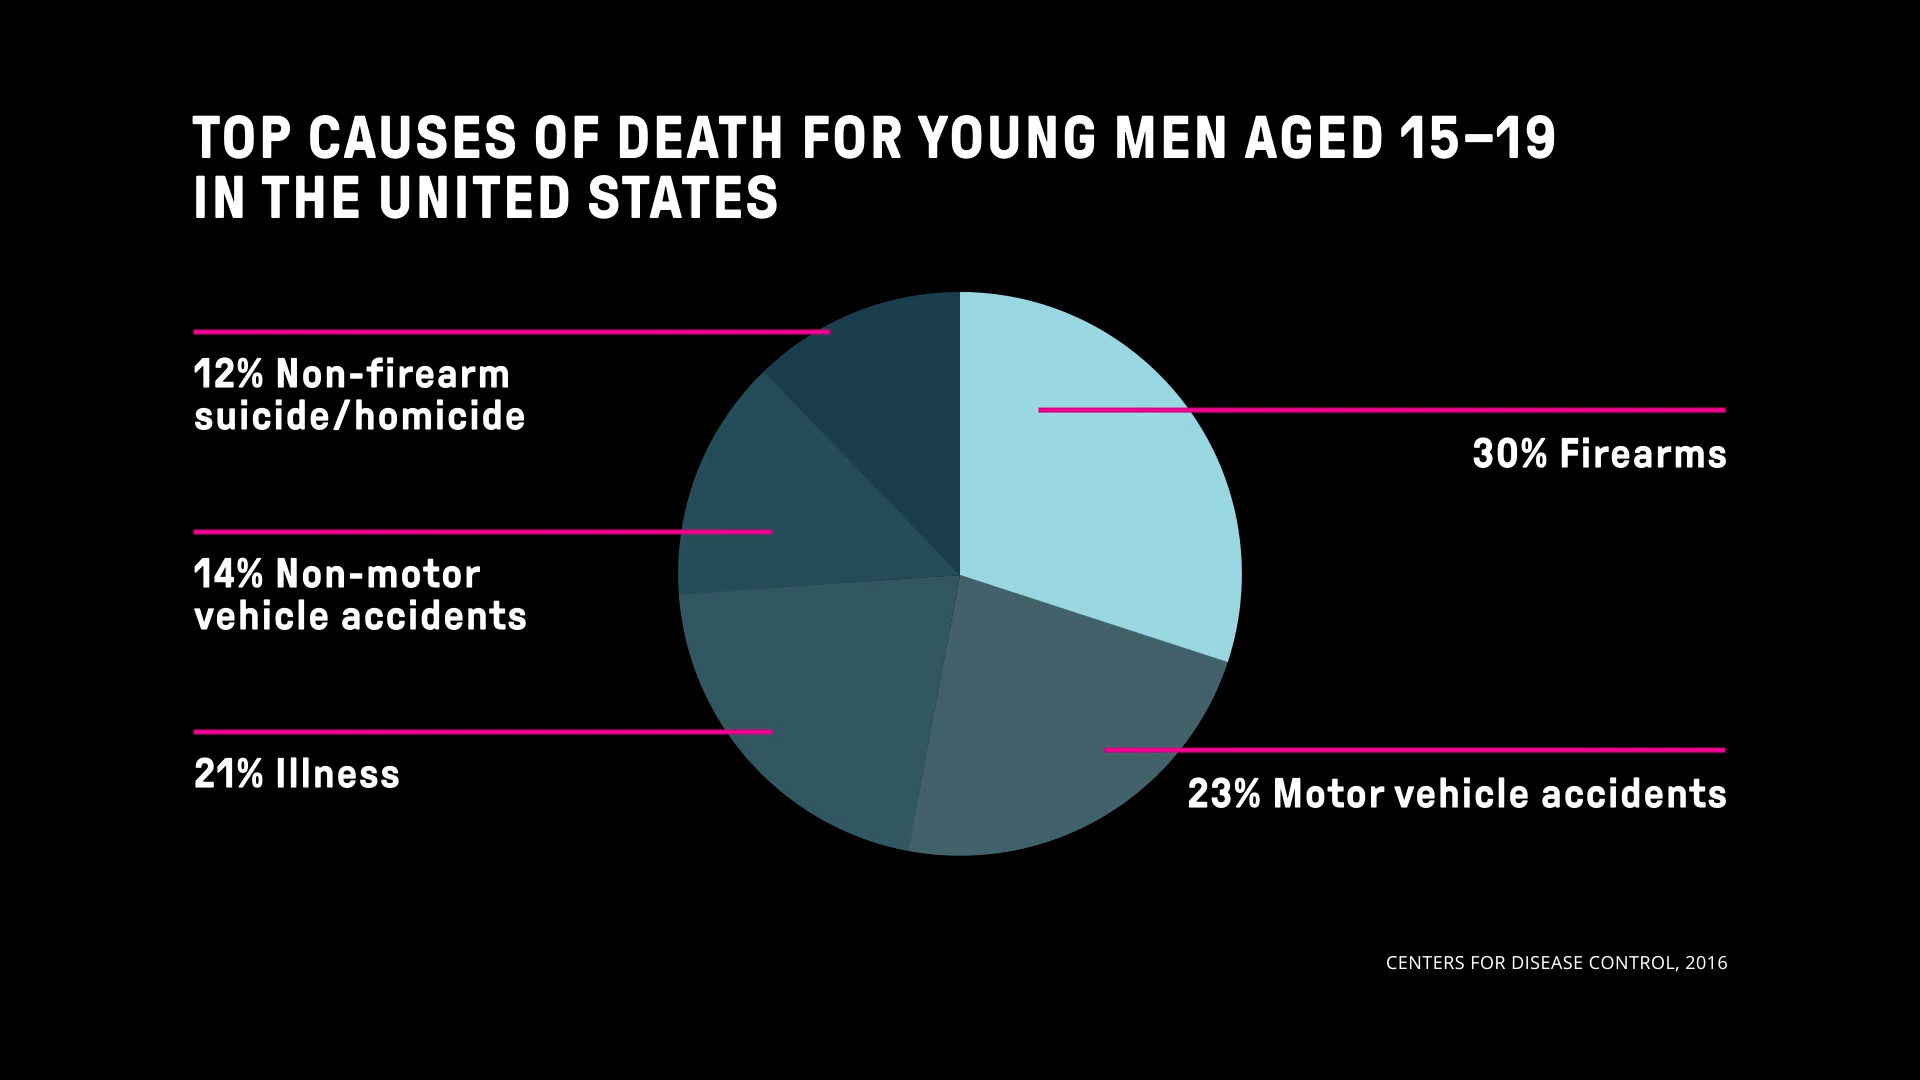 TOP CAUSES OF DEATH FOR YOUNG MEN AGED 15–19
IN THE UNITED STATES
12% Non-firearm
suicide/homicide
14% Non-motor
vehicle accidents
21% Illness
30% Firearms
23% Motor vehicle accidents
CENTERS FOR DISEASE CONTROL, 2016